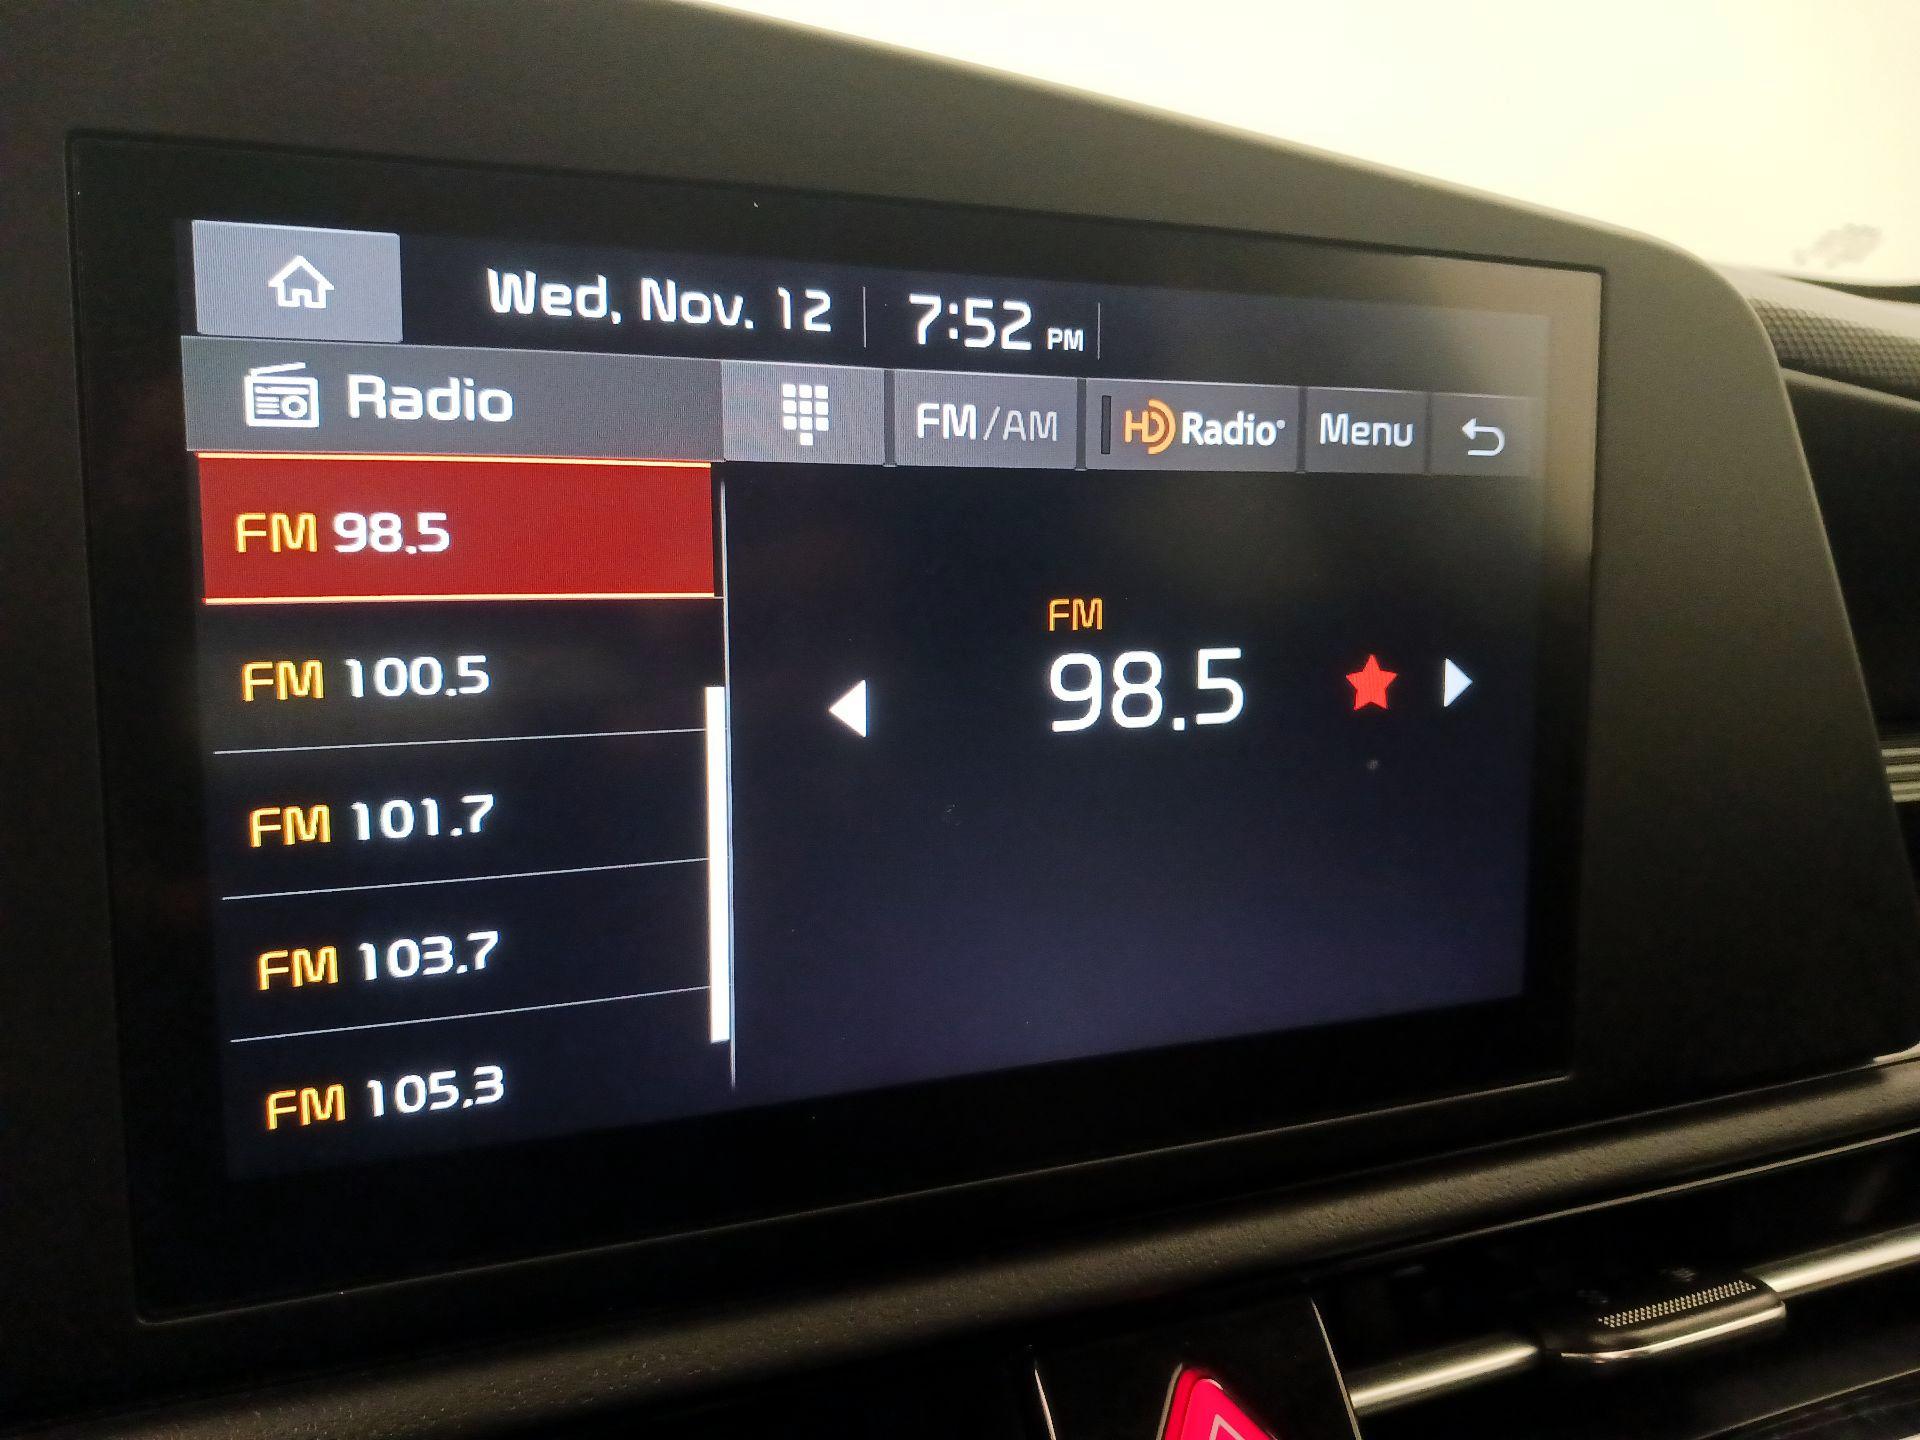 Wed, Nov. 12 7:52 PM
Radio FM/AM HD Radio Menu
FM 98.5
FM 100.5
FM 101.7
FM 103.7
FM 105.3
FM
98.5